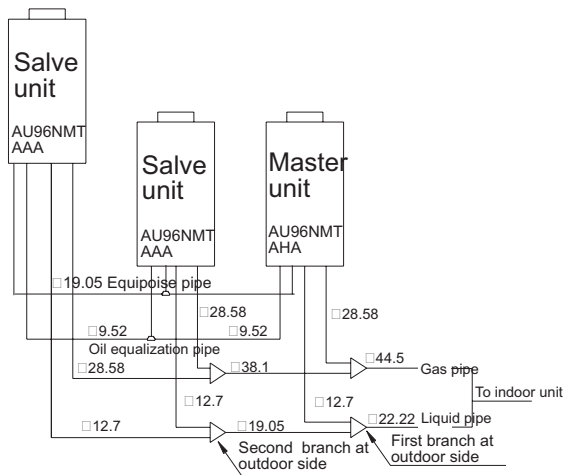 Salve
unit
AU96NMT
AAA
Salve
unit
AU96NMT
AAA
Master
unit
AU96NMT
AHA
□19.05 Equipoise pipe
□28.58
□28.58
□9.52
□9.52
Oil equalization pipe
□28.58
□38.1
□44.5
Gas pipe
To indoor unit
□12.7
□12.7
□12.7
□19.05
□22.22
Liquid pipe
Second branch at
outdoor side
First branch at
outdoor side